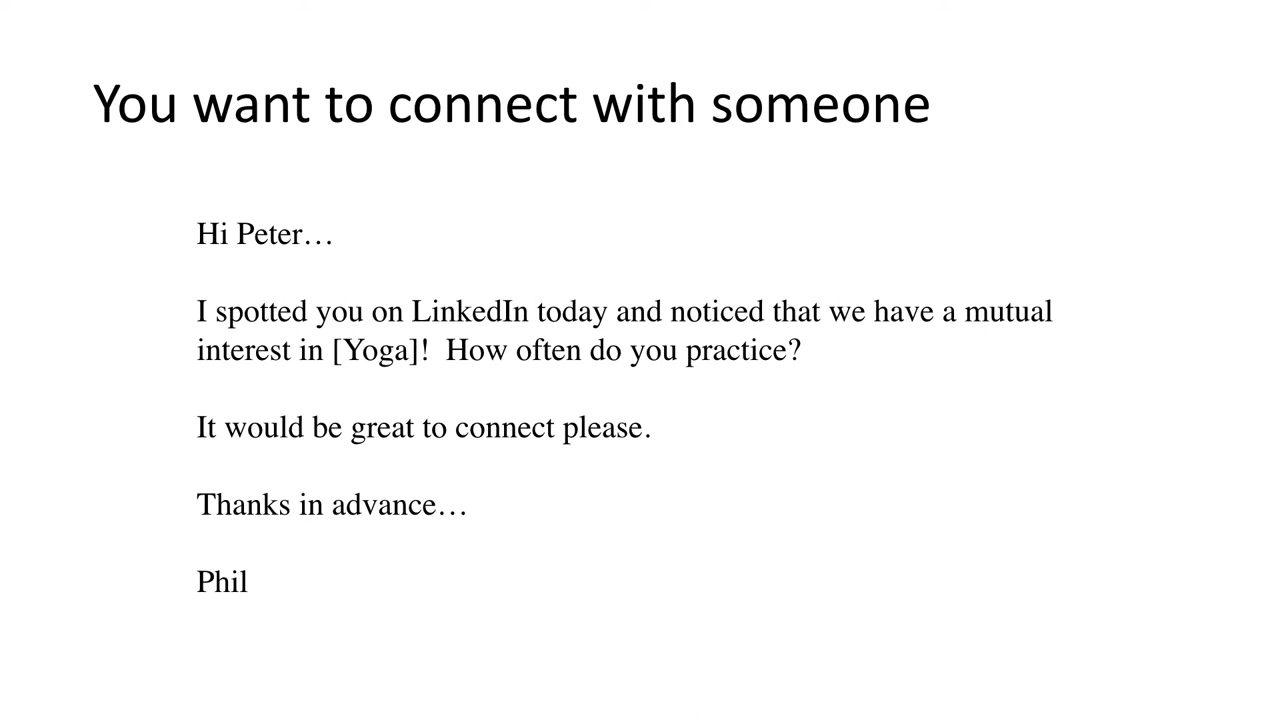 You want to connect with someone
Hi Peter…
I spotted you on LinkedIn today and noticed that we have a mutual
interest in [Yoga]!  How often do you practice?
It would be great to connect please.
Thanks in advance…
Phil